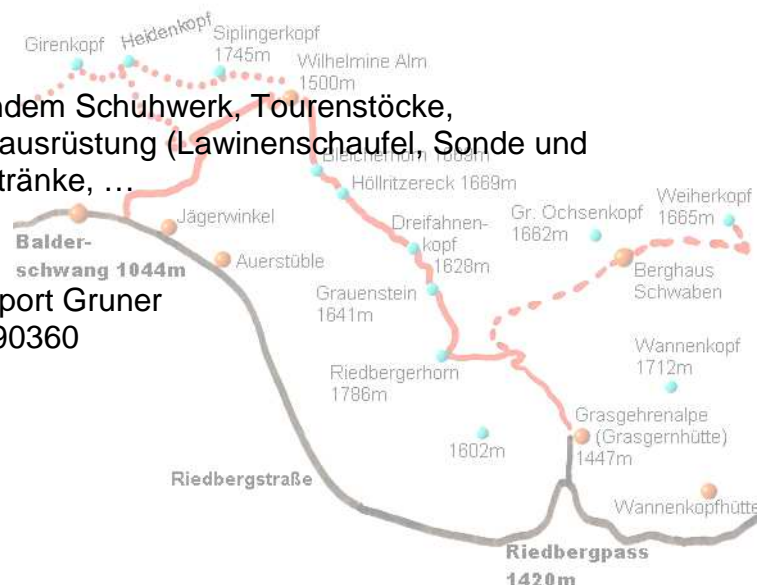 Girenkopf
Heidenkopf
Siplingerkopf
1745m
Wilhelmine Alm
1500m
ndem Schuhwerk, Tourenstöcke,
ausrüstung (Lawinenschaufel, Sonde und
tränke, …
Höllritzereck 1669m
Jägerwinkel
Balder-
schwang 1044m
Auerstüble
Dreifahnen-
kopf
1628m
Gr. Ochsenkopf
1662m
Weiherkopf
1665m
Berghaus
Schwaben
port Gruner
90360
Grauenstein
1641m
Riedbergerhorn
1786m
Wannenkopf
1712m
Grasgehrenalpe
(Grasgernhütte)
1447m
1602m
Riedbergstraße
Wannenkopfhütte
Riedbergpass
1420m